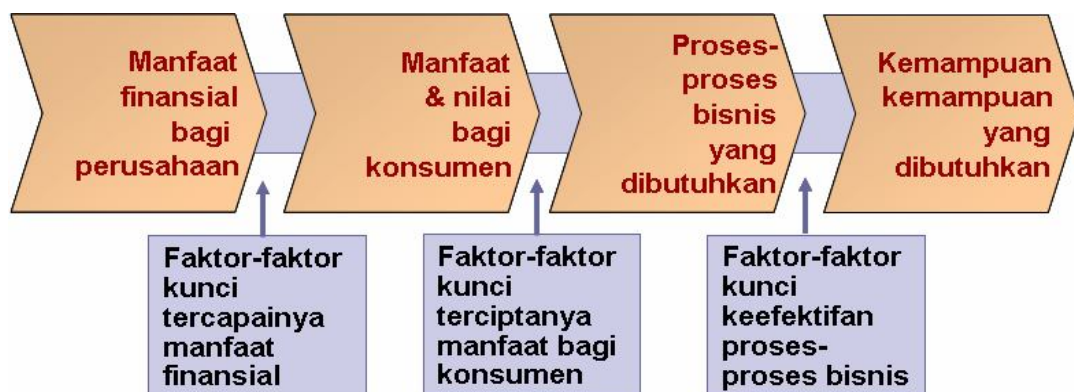 Manfaat
finansial
bagi
perusahaan
Manfaat
& nilai
bagi
konsumen
Proses-
proses
bisnis
yang
dibutuhkan
Kemampuan
kemampuan
yang
dibutuhkan
Faktor-faktor
kunci
tercapainya
manfaat
finansial
Faktor-faktor
kunci
terciptanya
manfaat bagi
konsumen
Faktor-faktor
kunci
keefektifan
proses-
proses bisnis